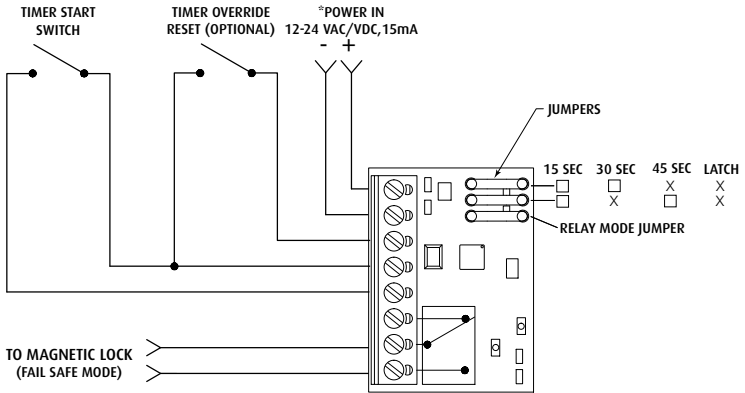 TIMER START
SWITCH
TIMER OVERRIDE
RESET (OPTIONAL)
*POWER IN
12-24 VAC/VDC,15mA
- +
JUMPERS
15 SEC 30 SEC 45 SEC LATCH
X X
X X
RELAY MODE JUMPER
TO MAGNETIC LOCK
(FAIL SAFE MODE)